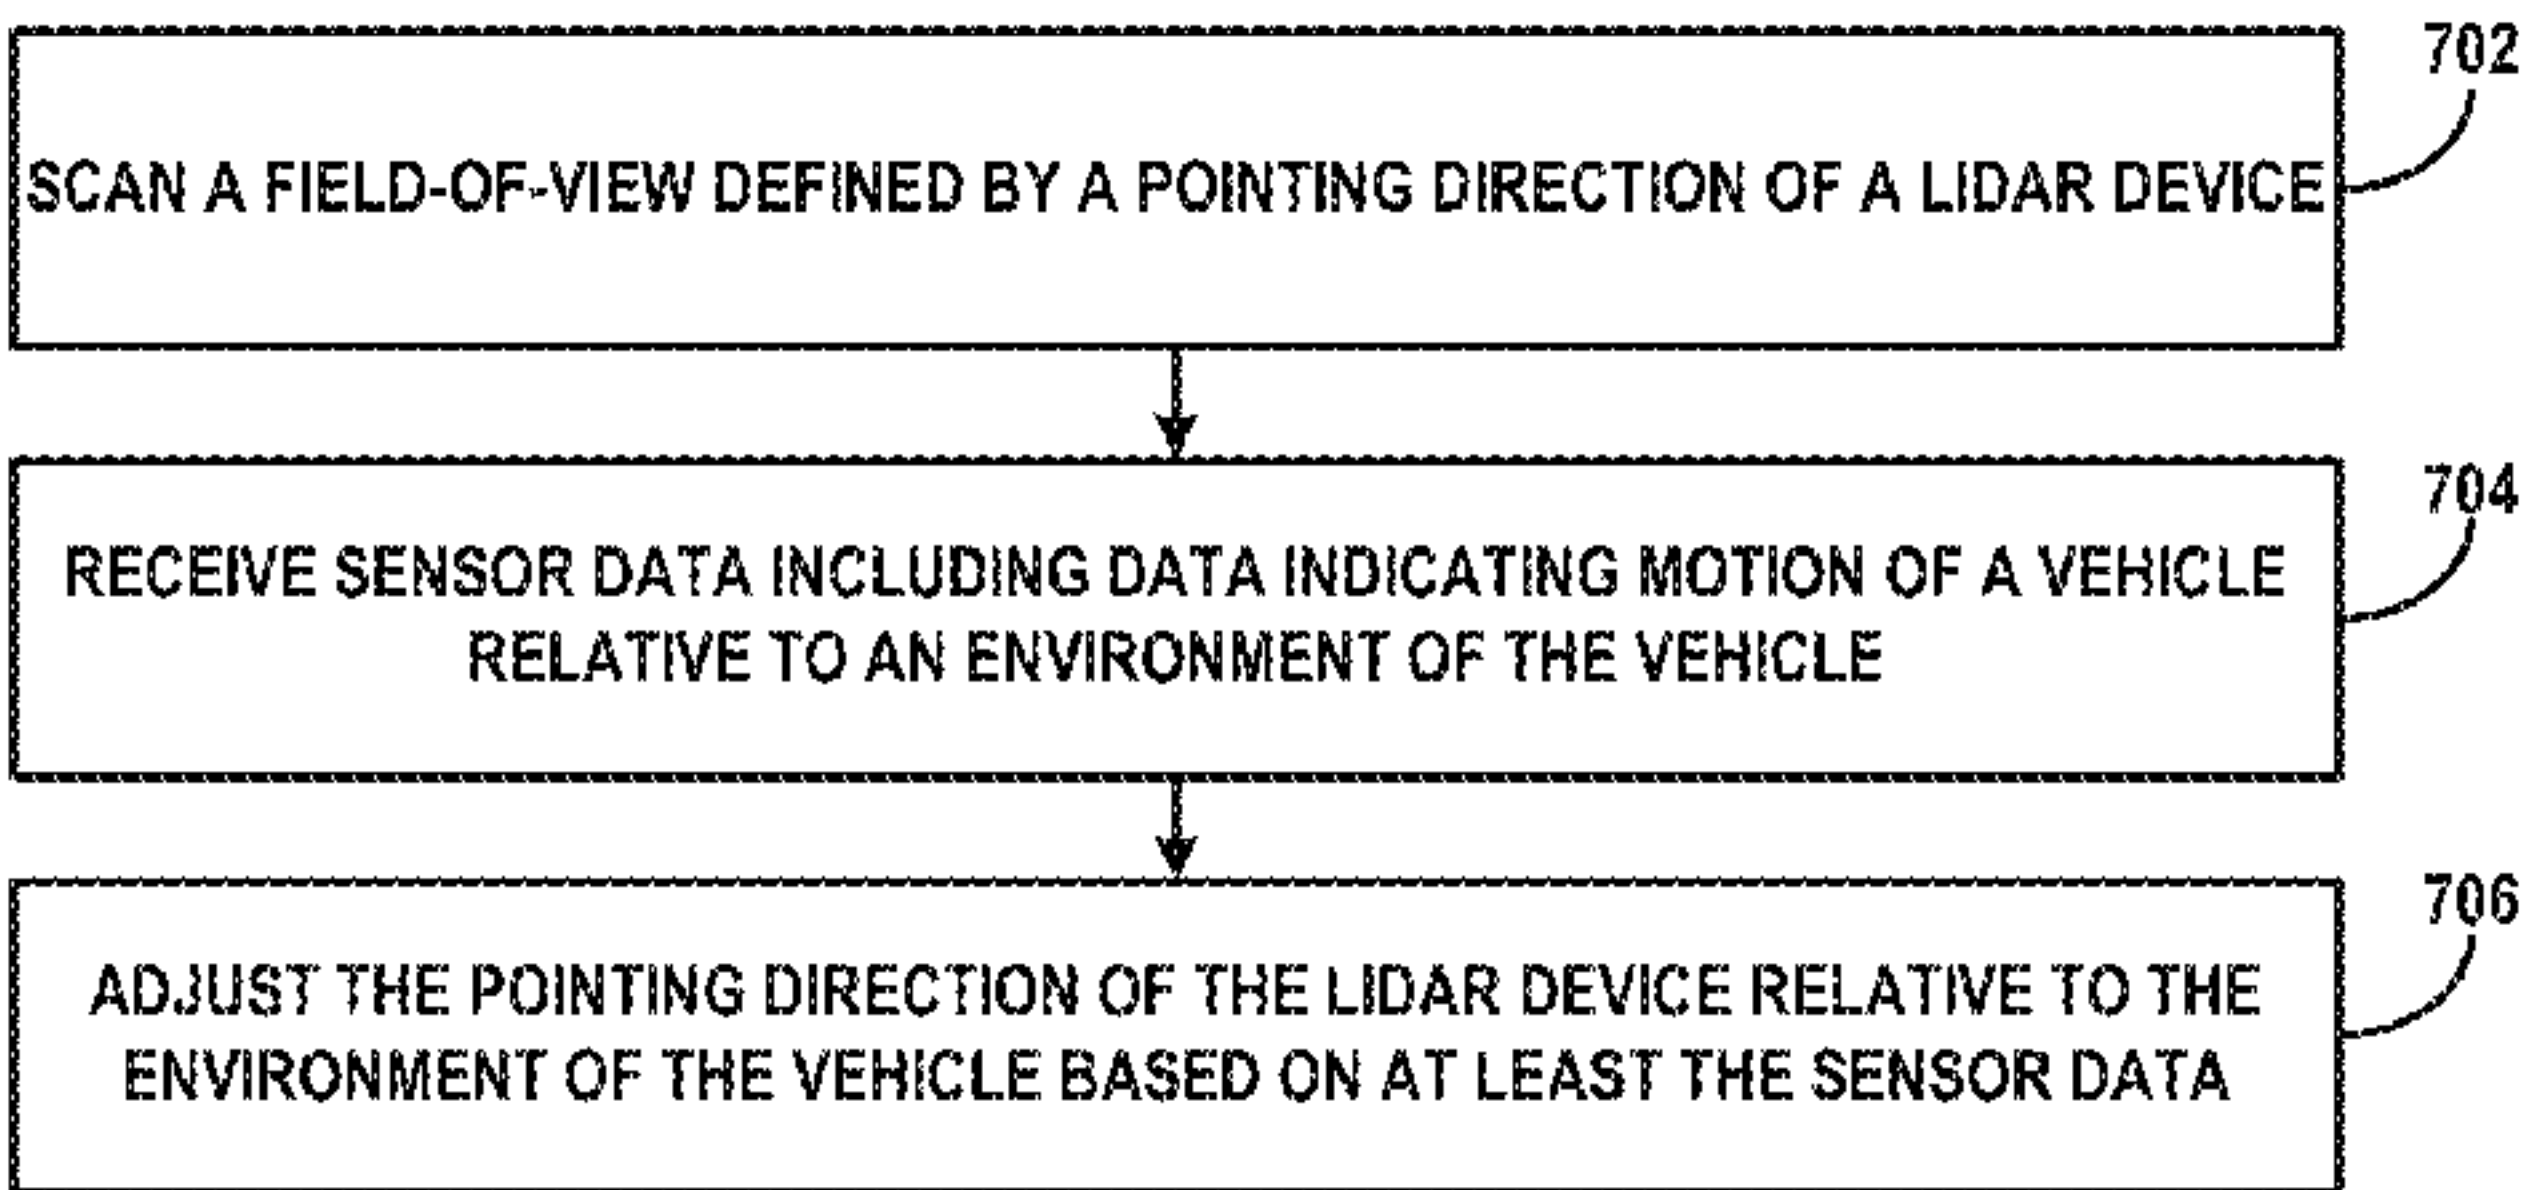 702
SCAN A FIELD-OF-VIEW DEFINED BY A POINTING DIRECTION OF A LIDAR DEVICE
704
RECEIVE SENSOR DATA INCLUDING DATA INDICATING MOTION OF A VEHICLE
RELATIVE TO AN ENVIRONMENT OF THE VEHICLE
706
ADJUST THE POINTING DIRECTION OF THE LIDAR DEVICE RELATIVE TO THE
ENVIRONMENT OF THE VEHICLE BASED ON AT LEAST THE SENSOR DATA